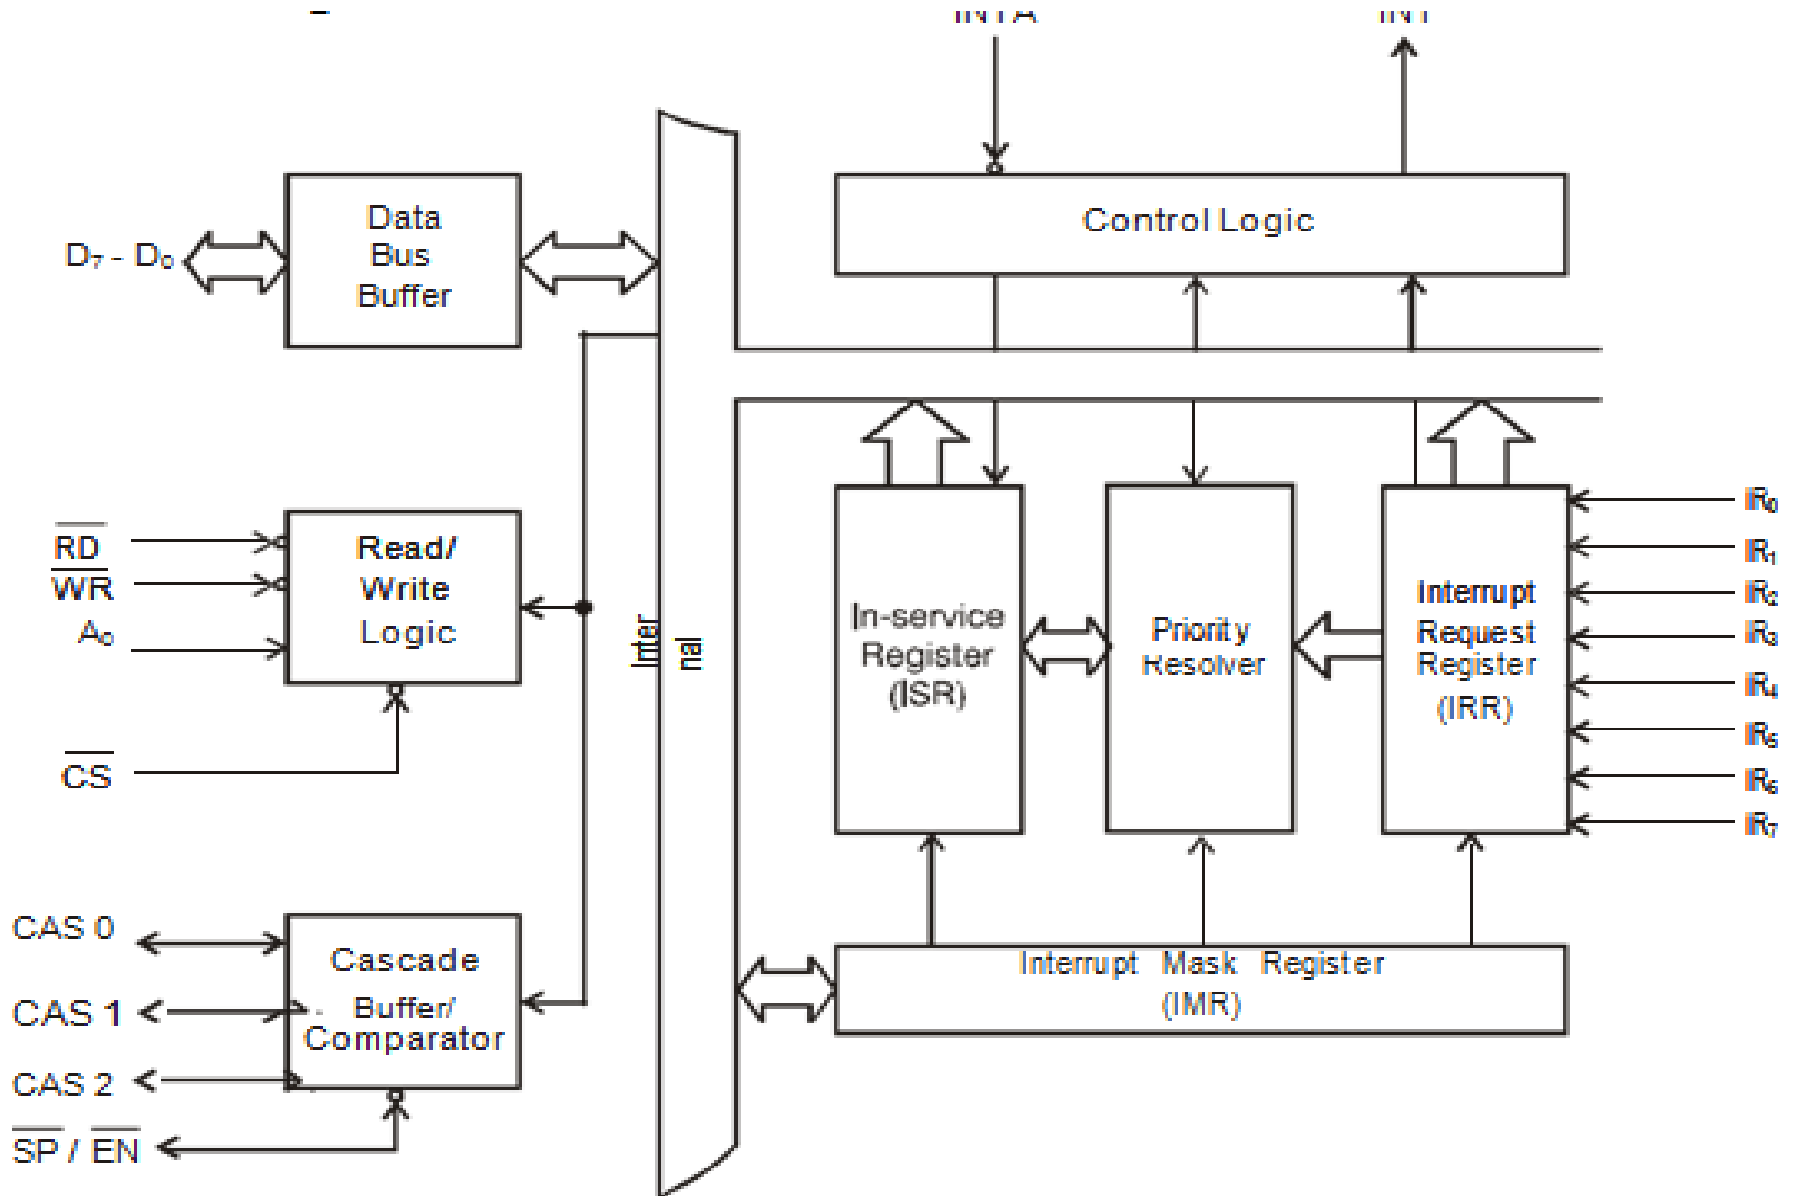 INTA
INT
Data
Bus
Buffer
D₇ - D₀
Control Logic
RD
WR
A₀
CS
Read/
Write
Logic
Inter
nal
In-service
Register
(ISR)
Priority
Resolver
Interrupt
Request
Register
(IRR)
IR₀
IR₁
IR₂
IR₃
IR₄
IR₅
IR₆
IR₇
CAS 0
CAS 1
CAS 2
SP / EN
Cascade
Buffer/
Comparator
Interrupt Mask Register
(IMR)